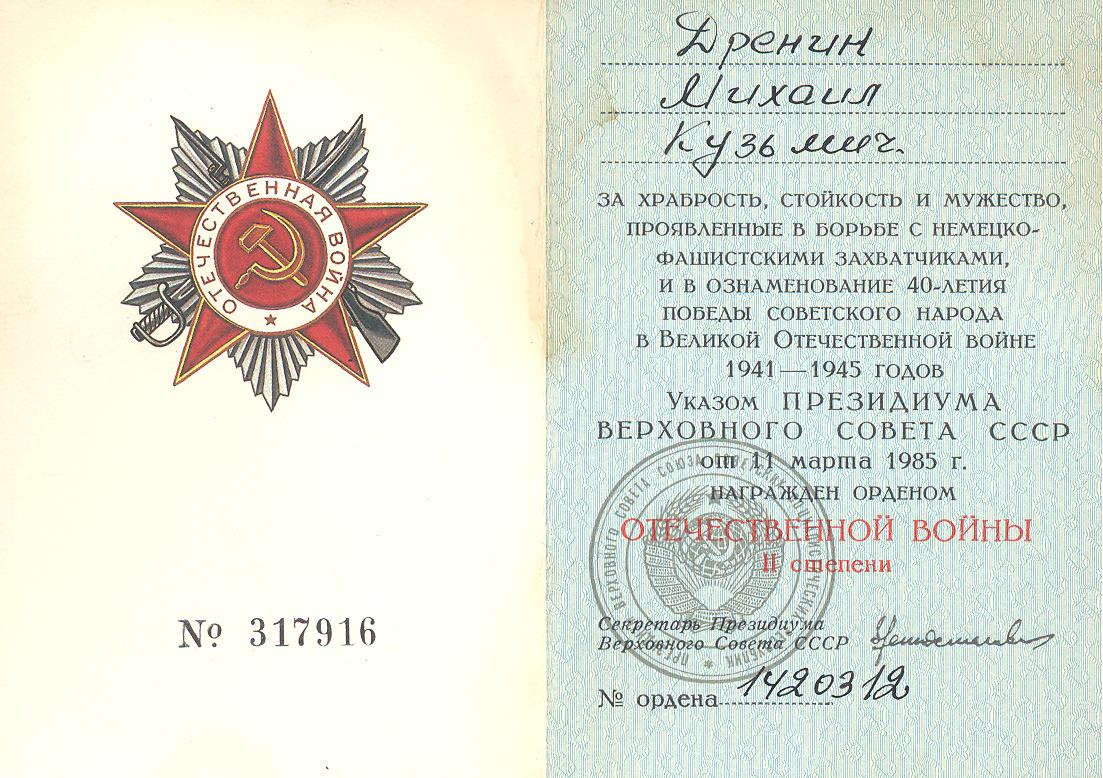 ОТЕЧЕСТВЕННАЯ ВОЙНА
№ 317916
Дренин
Михаил
Кузьмич.
ЗА ХРАБРОСТЬ, СТОЙКОСТЬ И МУЖЕСТВО,
ПРОЯВЛЕННЫЕ В БОРЬБЕ С НЕМЕЦКО-
ФАШИСТСКИМИ ЗАХВАТЧИКАМИ,
И В ОЗНАМЕНОВАНИЕ 40-ЛЕТИЯ
ПОБЕДЫ СОВЕТСКОГО НАРОДА
В ВЕЛИКОЙ ОТЕЧЕСТВЕННОЙ ВОЙНЕ
1941—1945 ГОДОВ
УКАЗОМ ПРЕЗИДИУМА
ВЕРХОВНОГО СОВЕТА СССР
от 11 марта 1985 г.
НАГРАЖДЕН ОРДЕНОМ
ОТЕЧЕСТВЕННОЙ ВОЙНЫ
II степени
Секретарь Президиума
Верховного Совета СССР
№ ордена 1420312